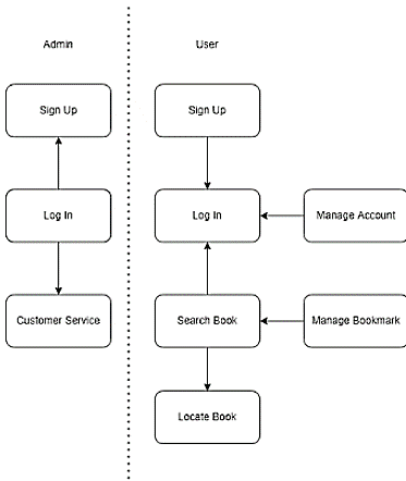 Admin
User
Sign Up
Sign Up
Log In
Log In
Manage Account
Customer Service
Search Book
Manage Bookmark
Locate Book